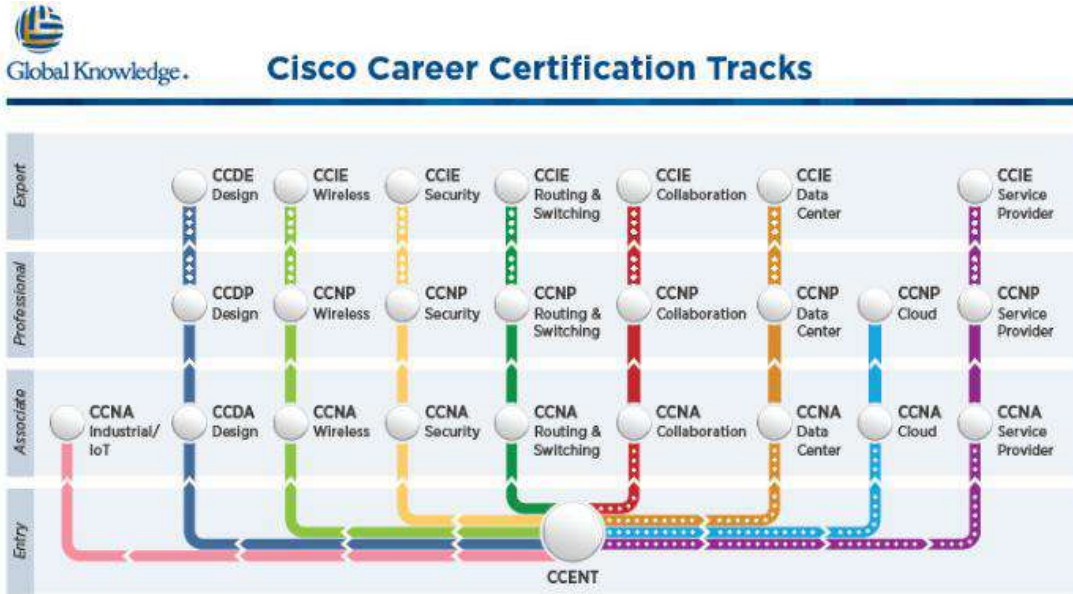 Global Knowledge.
Cisco Career Certification Tracks
Expert
CCDE
Design
CCIE
Wireless
CCIE
Security
CCIE
Routing &
Switching
CCIE
Collaboration
CCIE
Data
Center
CCIE
Service
Provider
Professional
CCDP
Design
CCNP
Wireless
CCNP
Security
CCNP
Routing &
Switching
CCNP
Collaboration
CCNP
Data
Center
CCNP
Cloud
CCNP
Service
Provider
Associate
CCNA
Industrial/
IoT
CCDA
Design
CCNA
Wireless
CCNA
Security
CCNA
Routing &
Switching
CCNA
Collaboration
CCNA
Data
Center
CCNA
Cloud
CCNA
Service
Provider
Entry
CCENT